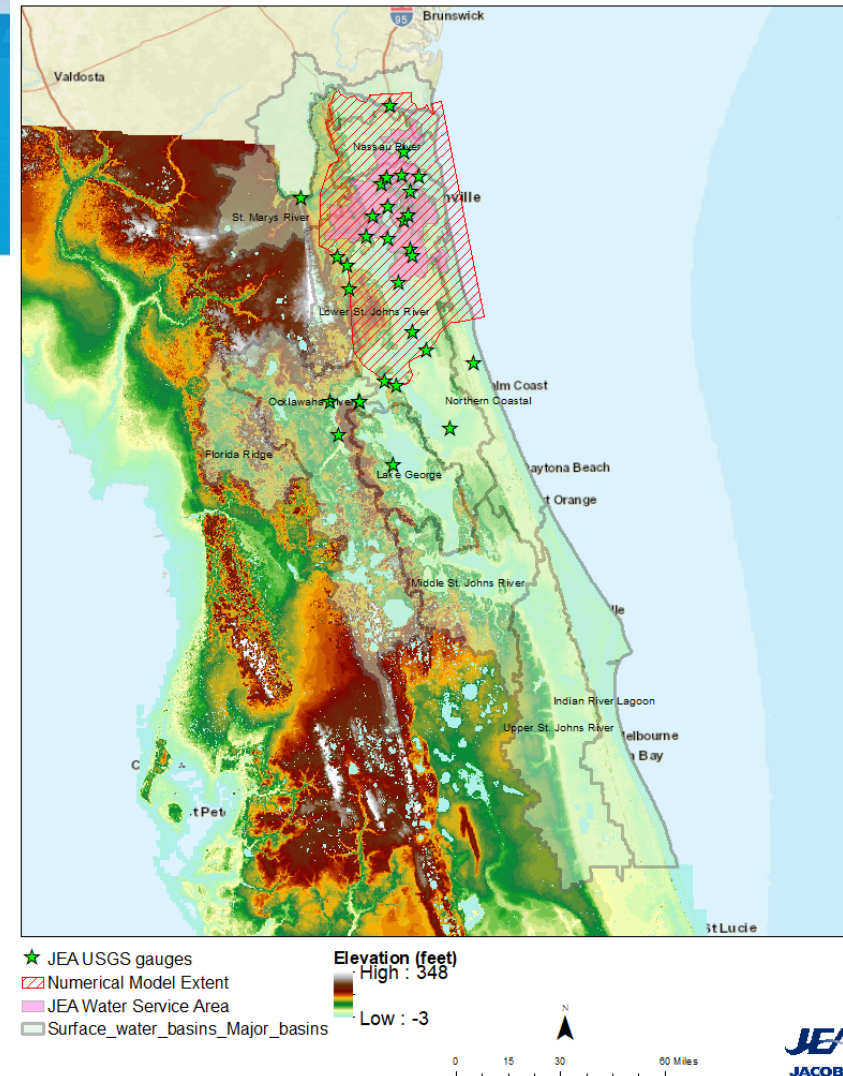 95
Brunswick
Valdosta
Nassau River
nville
St. Marys River
Lower St. Johns River
lm Coast
Ocklawaha River
Northern Coastal
Florida Ridge
Lake George
aytona Beach
t Orange
Middle St. Johns River
lle
Indian River Lagoon
Upper St. Johns River
elbourne
Bay
C
t Pet
St Lucie
JEA USGS gauges
Numerical Model Extent
JEA Water Service Area
Surface_water_basins_Major_basins
Elevation (feet)
High : 348
Low : -3
N
0 15 30 60 Miles
JEA
JACOBS